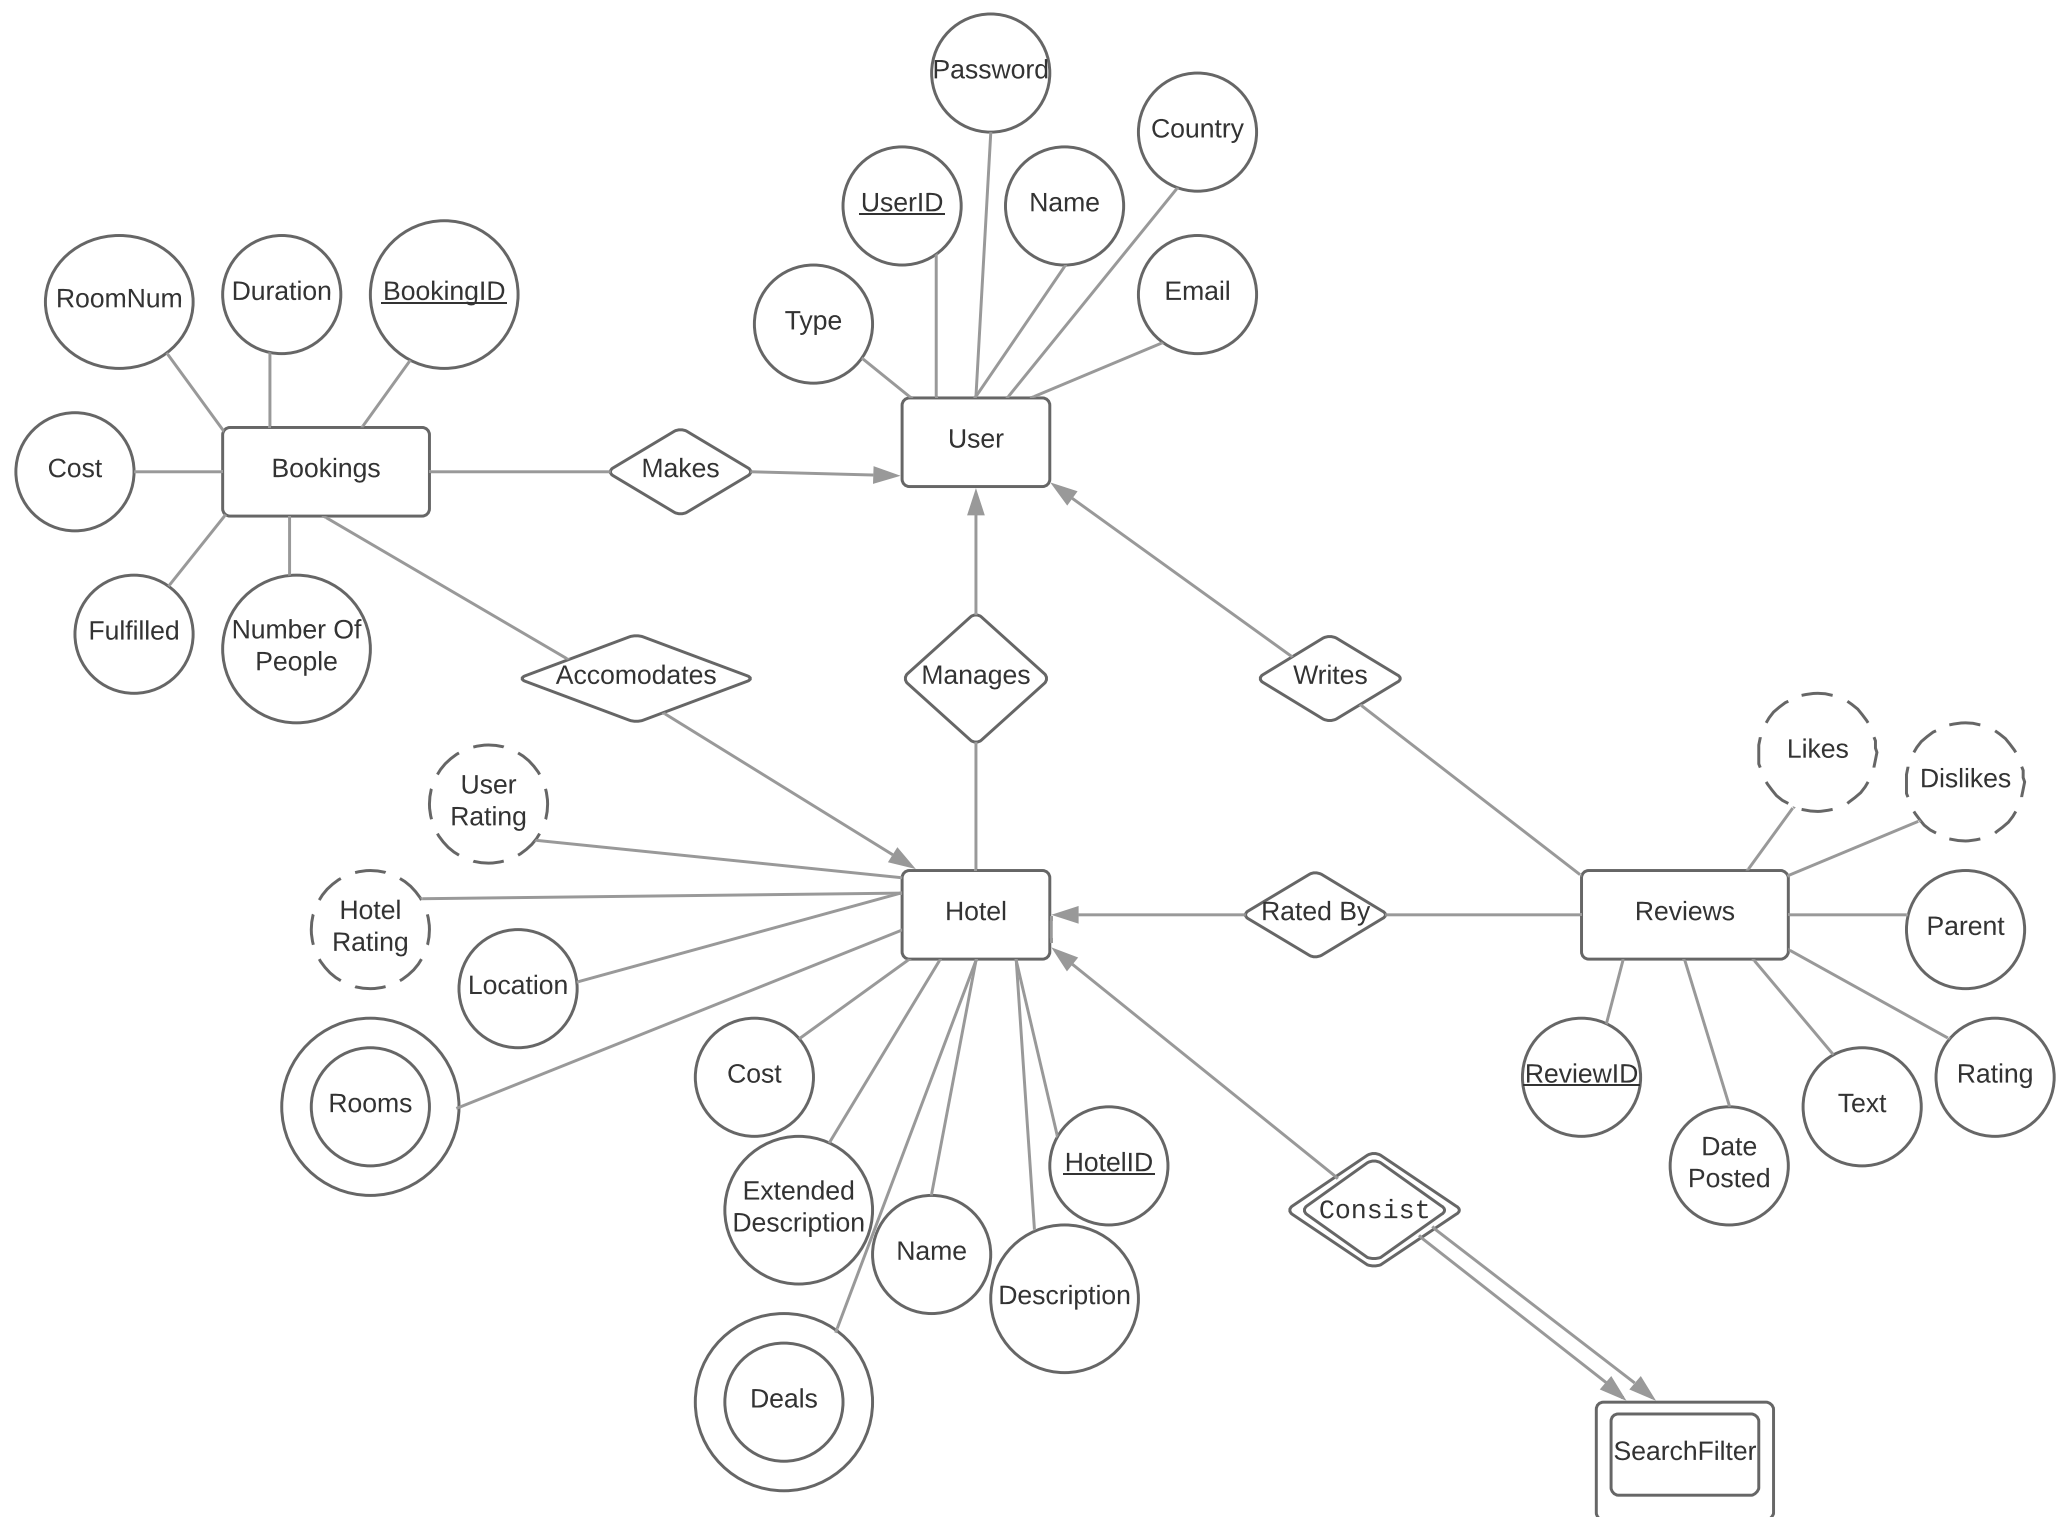 Password
Country
UserID
Name
RoomNum
Duration
BookingID
Type
Email
User
Cost
Bookings
Makes
Fulfilled
Number Of
People
Accomodates
Manages
Writes
User
Rating
Likes
Dislikes
Hotel
Rating
Hotel
Rated By
Reviews
Parent
Location
Rooms
Cost
ReviewID
Text
Rating
Date
Posted
Extended
Description
HotelID
Name
Consist
Description
Deals
SearchFilter